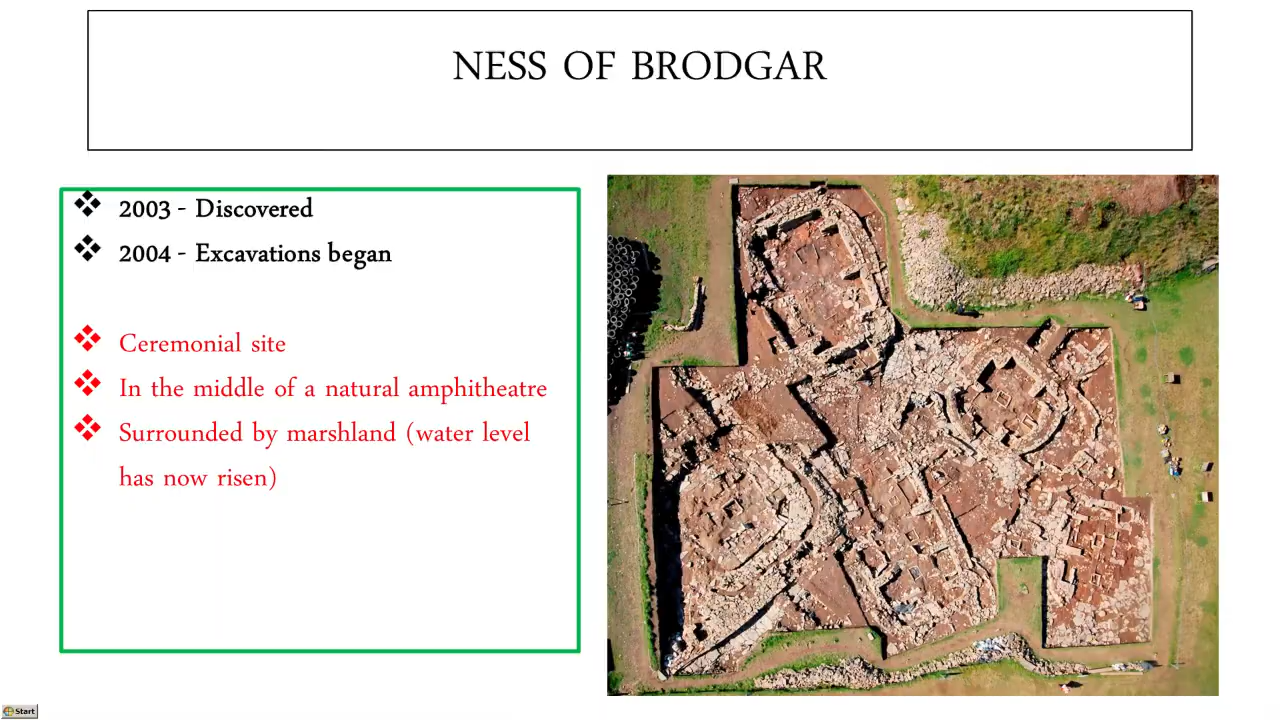 NESS OF BRODGAR
❖ 2003 - Discovered
❖ 2004 - Excavations began
❖ Ceremonial site
❖ In the middle of a natural amphitheatre
❖ Surrounded by marshland (water level
has now risen)
Start